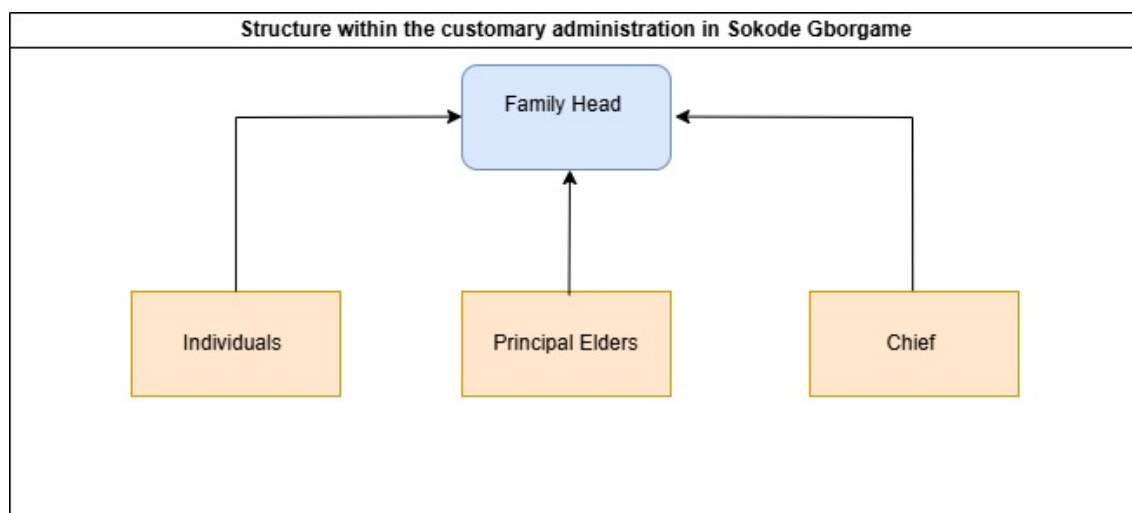 Structure within the customary administration in Sokode Gborgame
Family Head
Individuals
Principal Elders
Chief